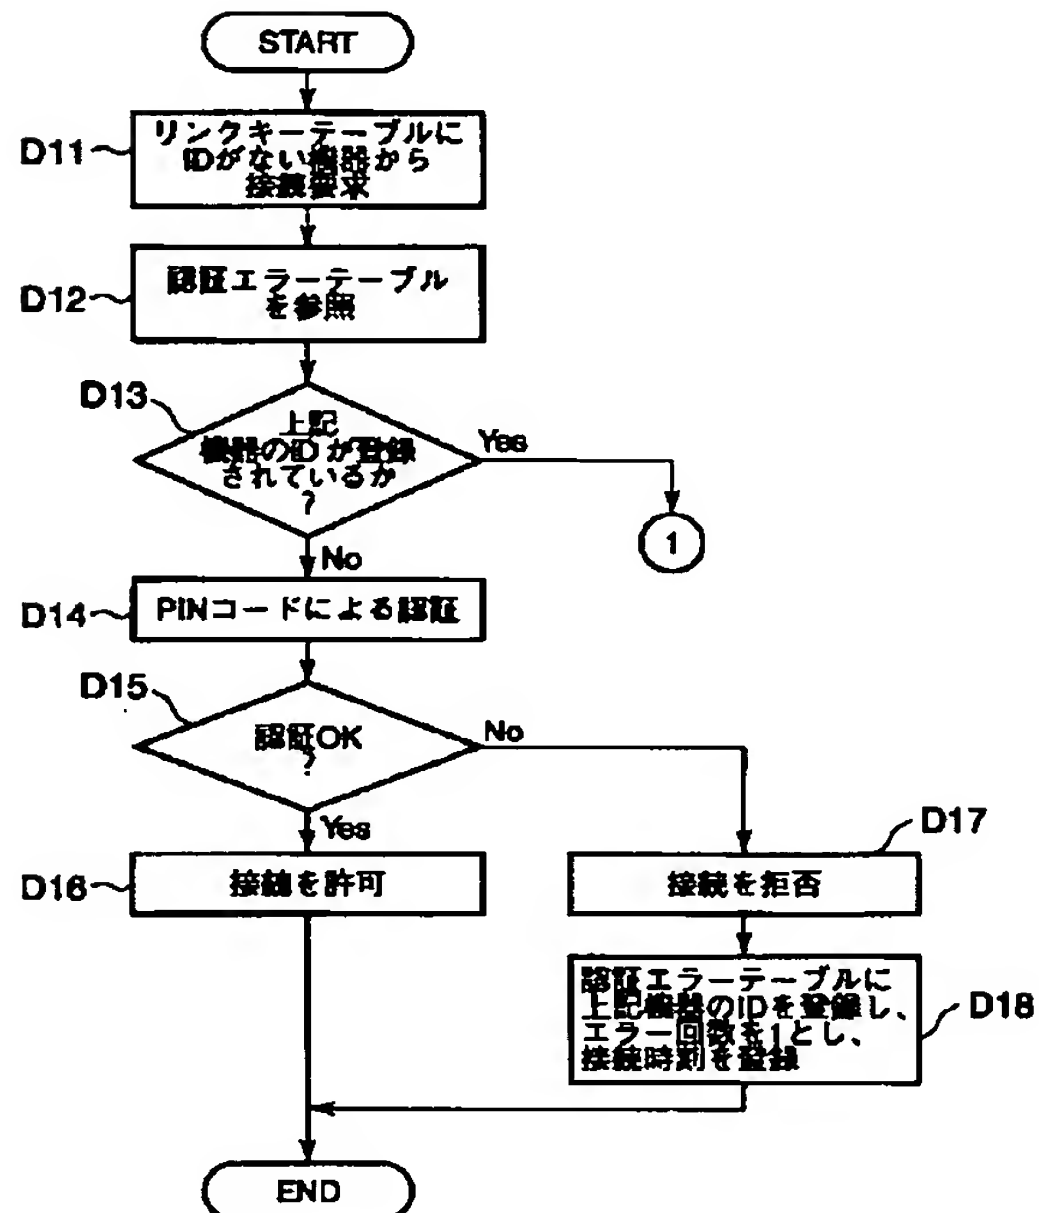 START
D11
リンクキーテーブルに
IDがない機器から
接続要求
D12
認証エラーテーブル
を参照
D13
上記
機器のIDが登録
されているか
?
Yes
1
No
D14
PINコードによる認証
D15
認証OK
?
No
Yes
D16
接続を許可
D17
接続を拒否
D18
認証エラーテーブルに
上記機器のIDを登録し、
エラー回数を1とし、
接続時刻を登録
END